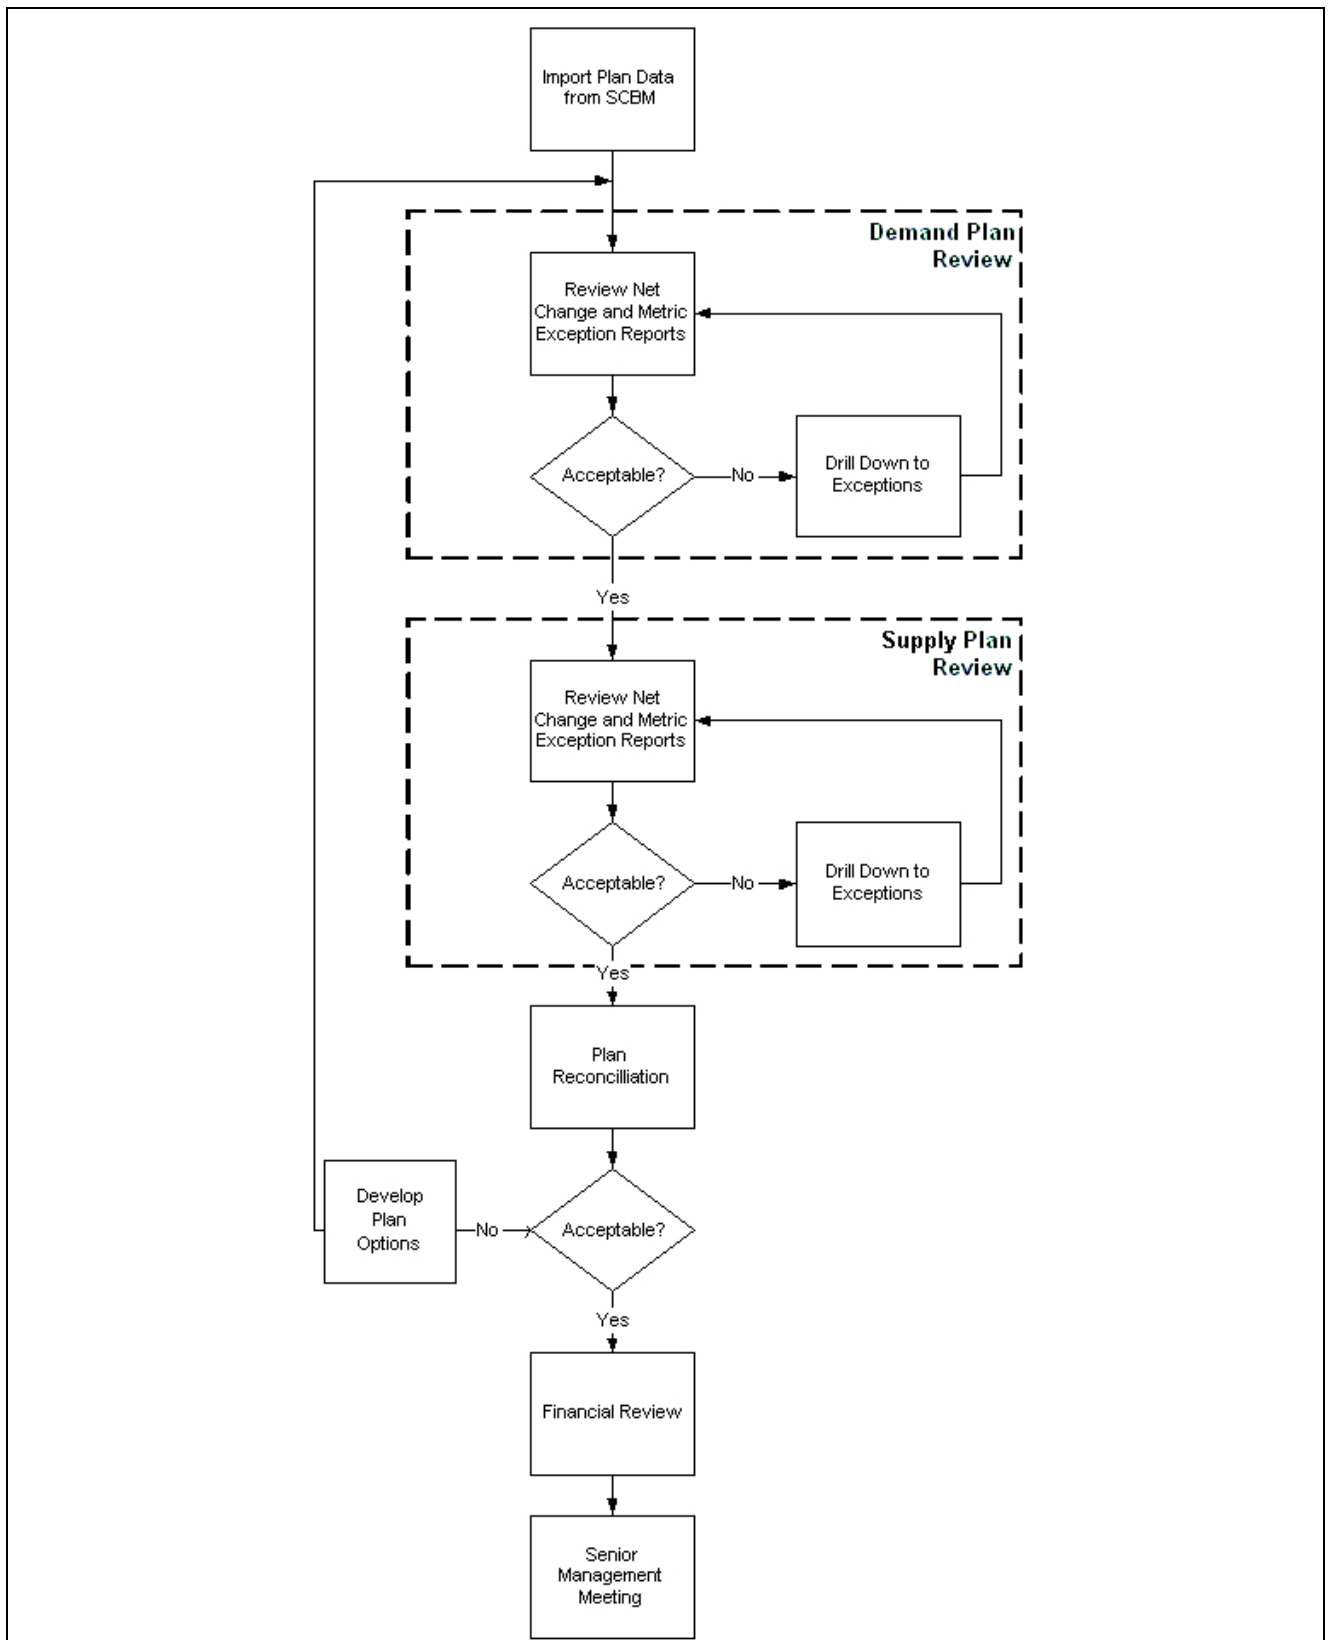 Import Plan Data
from SCBM
Demand Plan
Review
Review Net
Change and Metric
Exception Reports
Acceptable?
No
Drill Down to
Exceptions
Yes
Supply Plan
Review
Review Net
Change and Metric
Exception Reports
Acceptable?
No
Drill Down to
Exceptions
Yes
Plan
Reconcilliation
Develop
Plan
Options
No
Acceptable?
Yes
Financial Review
Senior
Management
Meeting